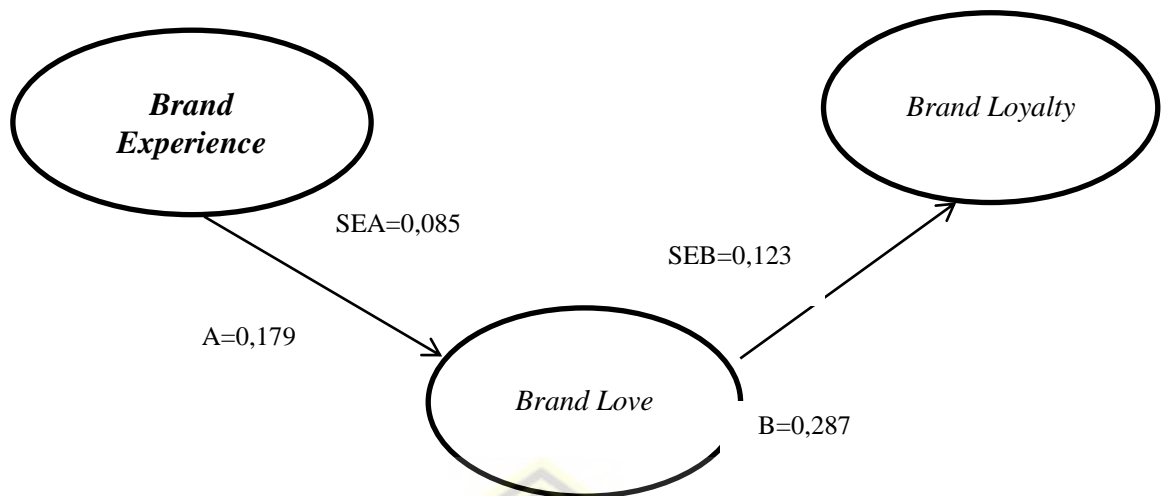 Brand
Experience
Brand Loyalty
SEA=0,085
SEB=0,123
A=0,179
Brand Love
B=0,287